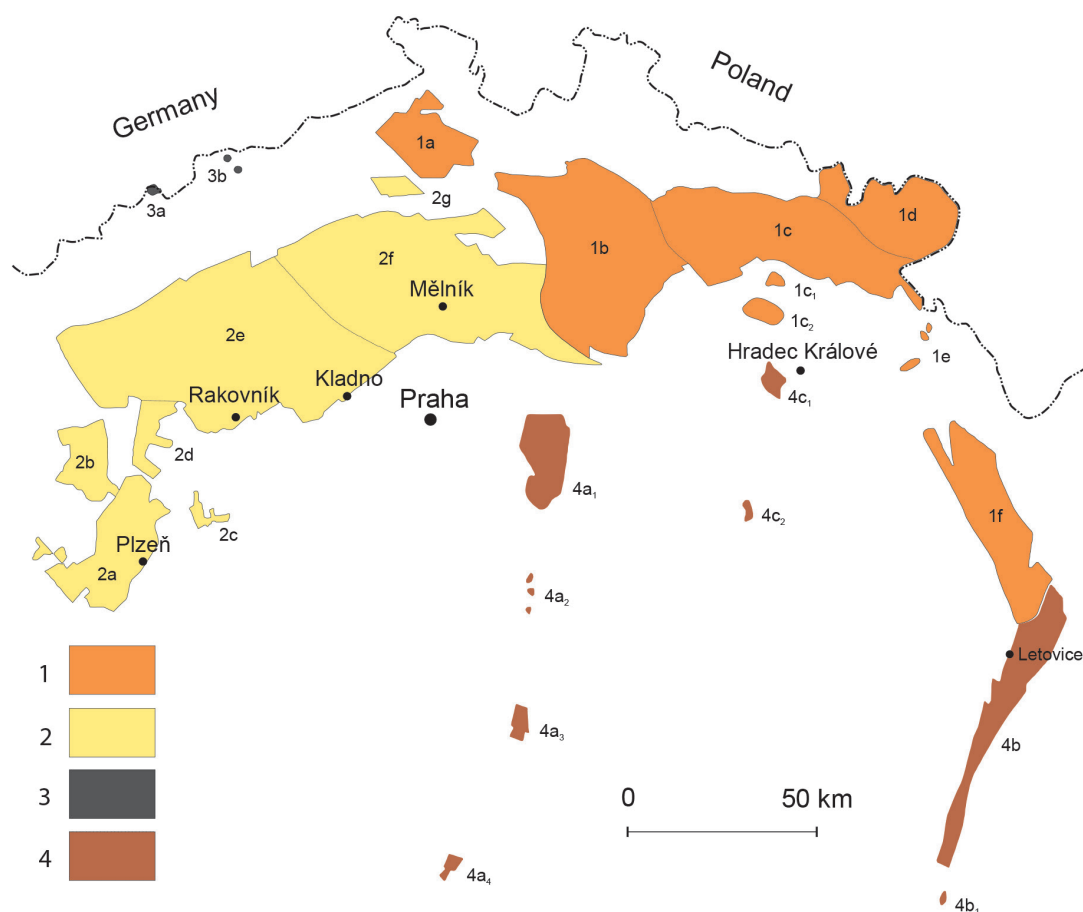 Germany
Poland
1a
3b
3a
2g
1d
1b
1c
2f
1c₁
Mělník
1c₂
2e
Hradec Králové
1e
Kladno
Rakovník
Praha
4c₁
2d
2b
4a₁
4c₂
1f
2c
Plzeň
2a
4a₂
1
Letovice
2
4a₃
4b
3
0 50 km
4
4a₄
4b₁